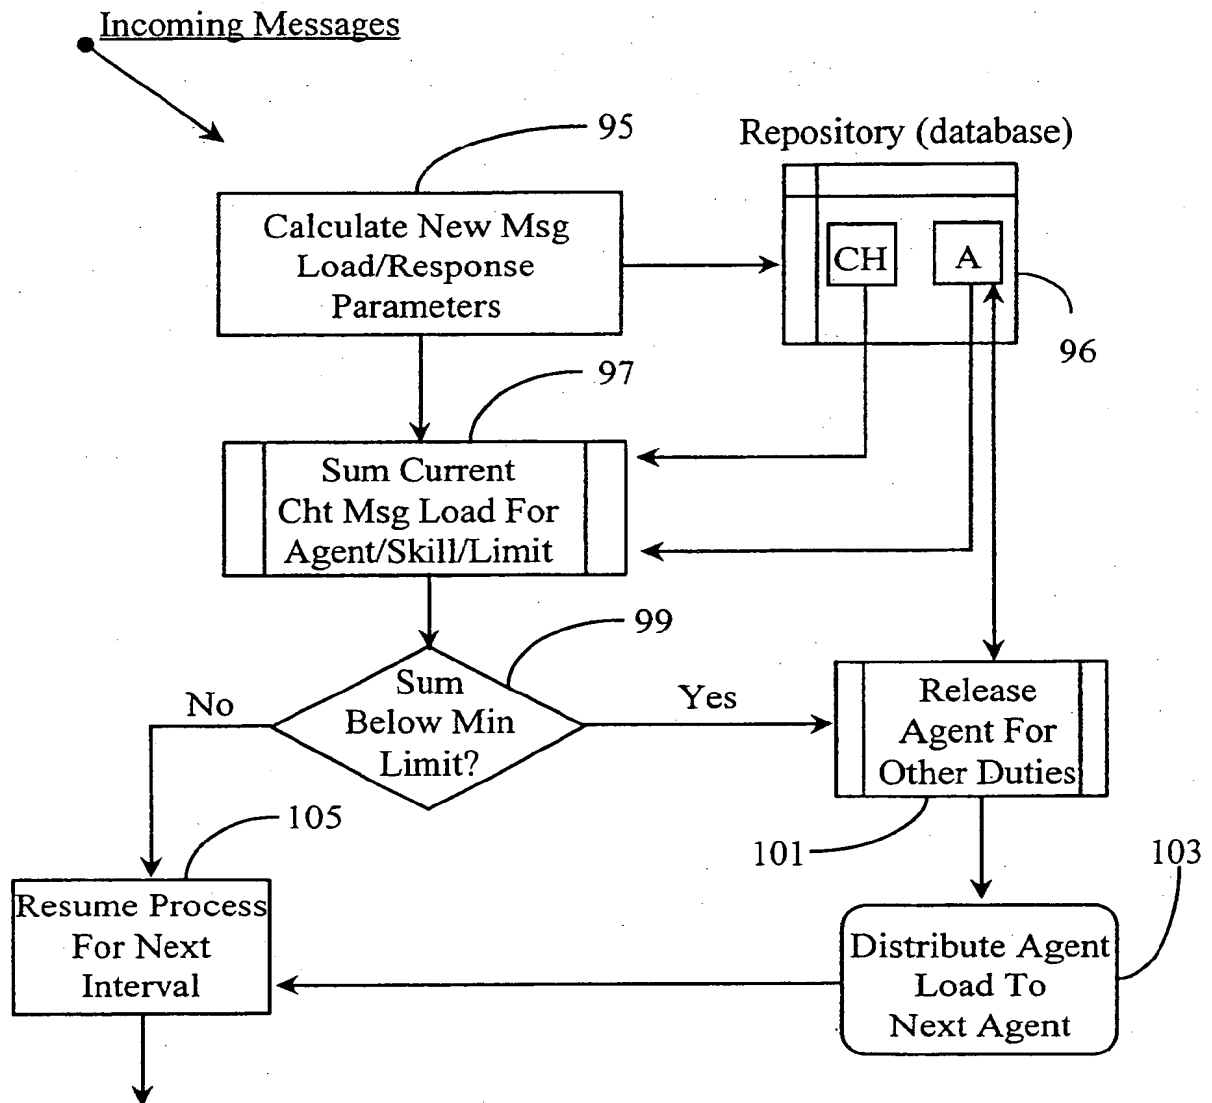 Incoming Messages
95
Repository (database)
Calculate New Msg
Load/Response
Parameters
CH
A
96
97
Sum Current
Cht Msg Load For
Agent/Skill/Limit
99
No
Sum
Below Min
Limit?
Yes
Release
Agent For
Other Duties
105
101
103
Resume Process
For Next
Interval
Distribute Agent
Load To
Next Agent